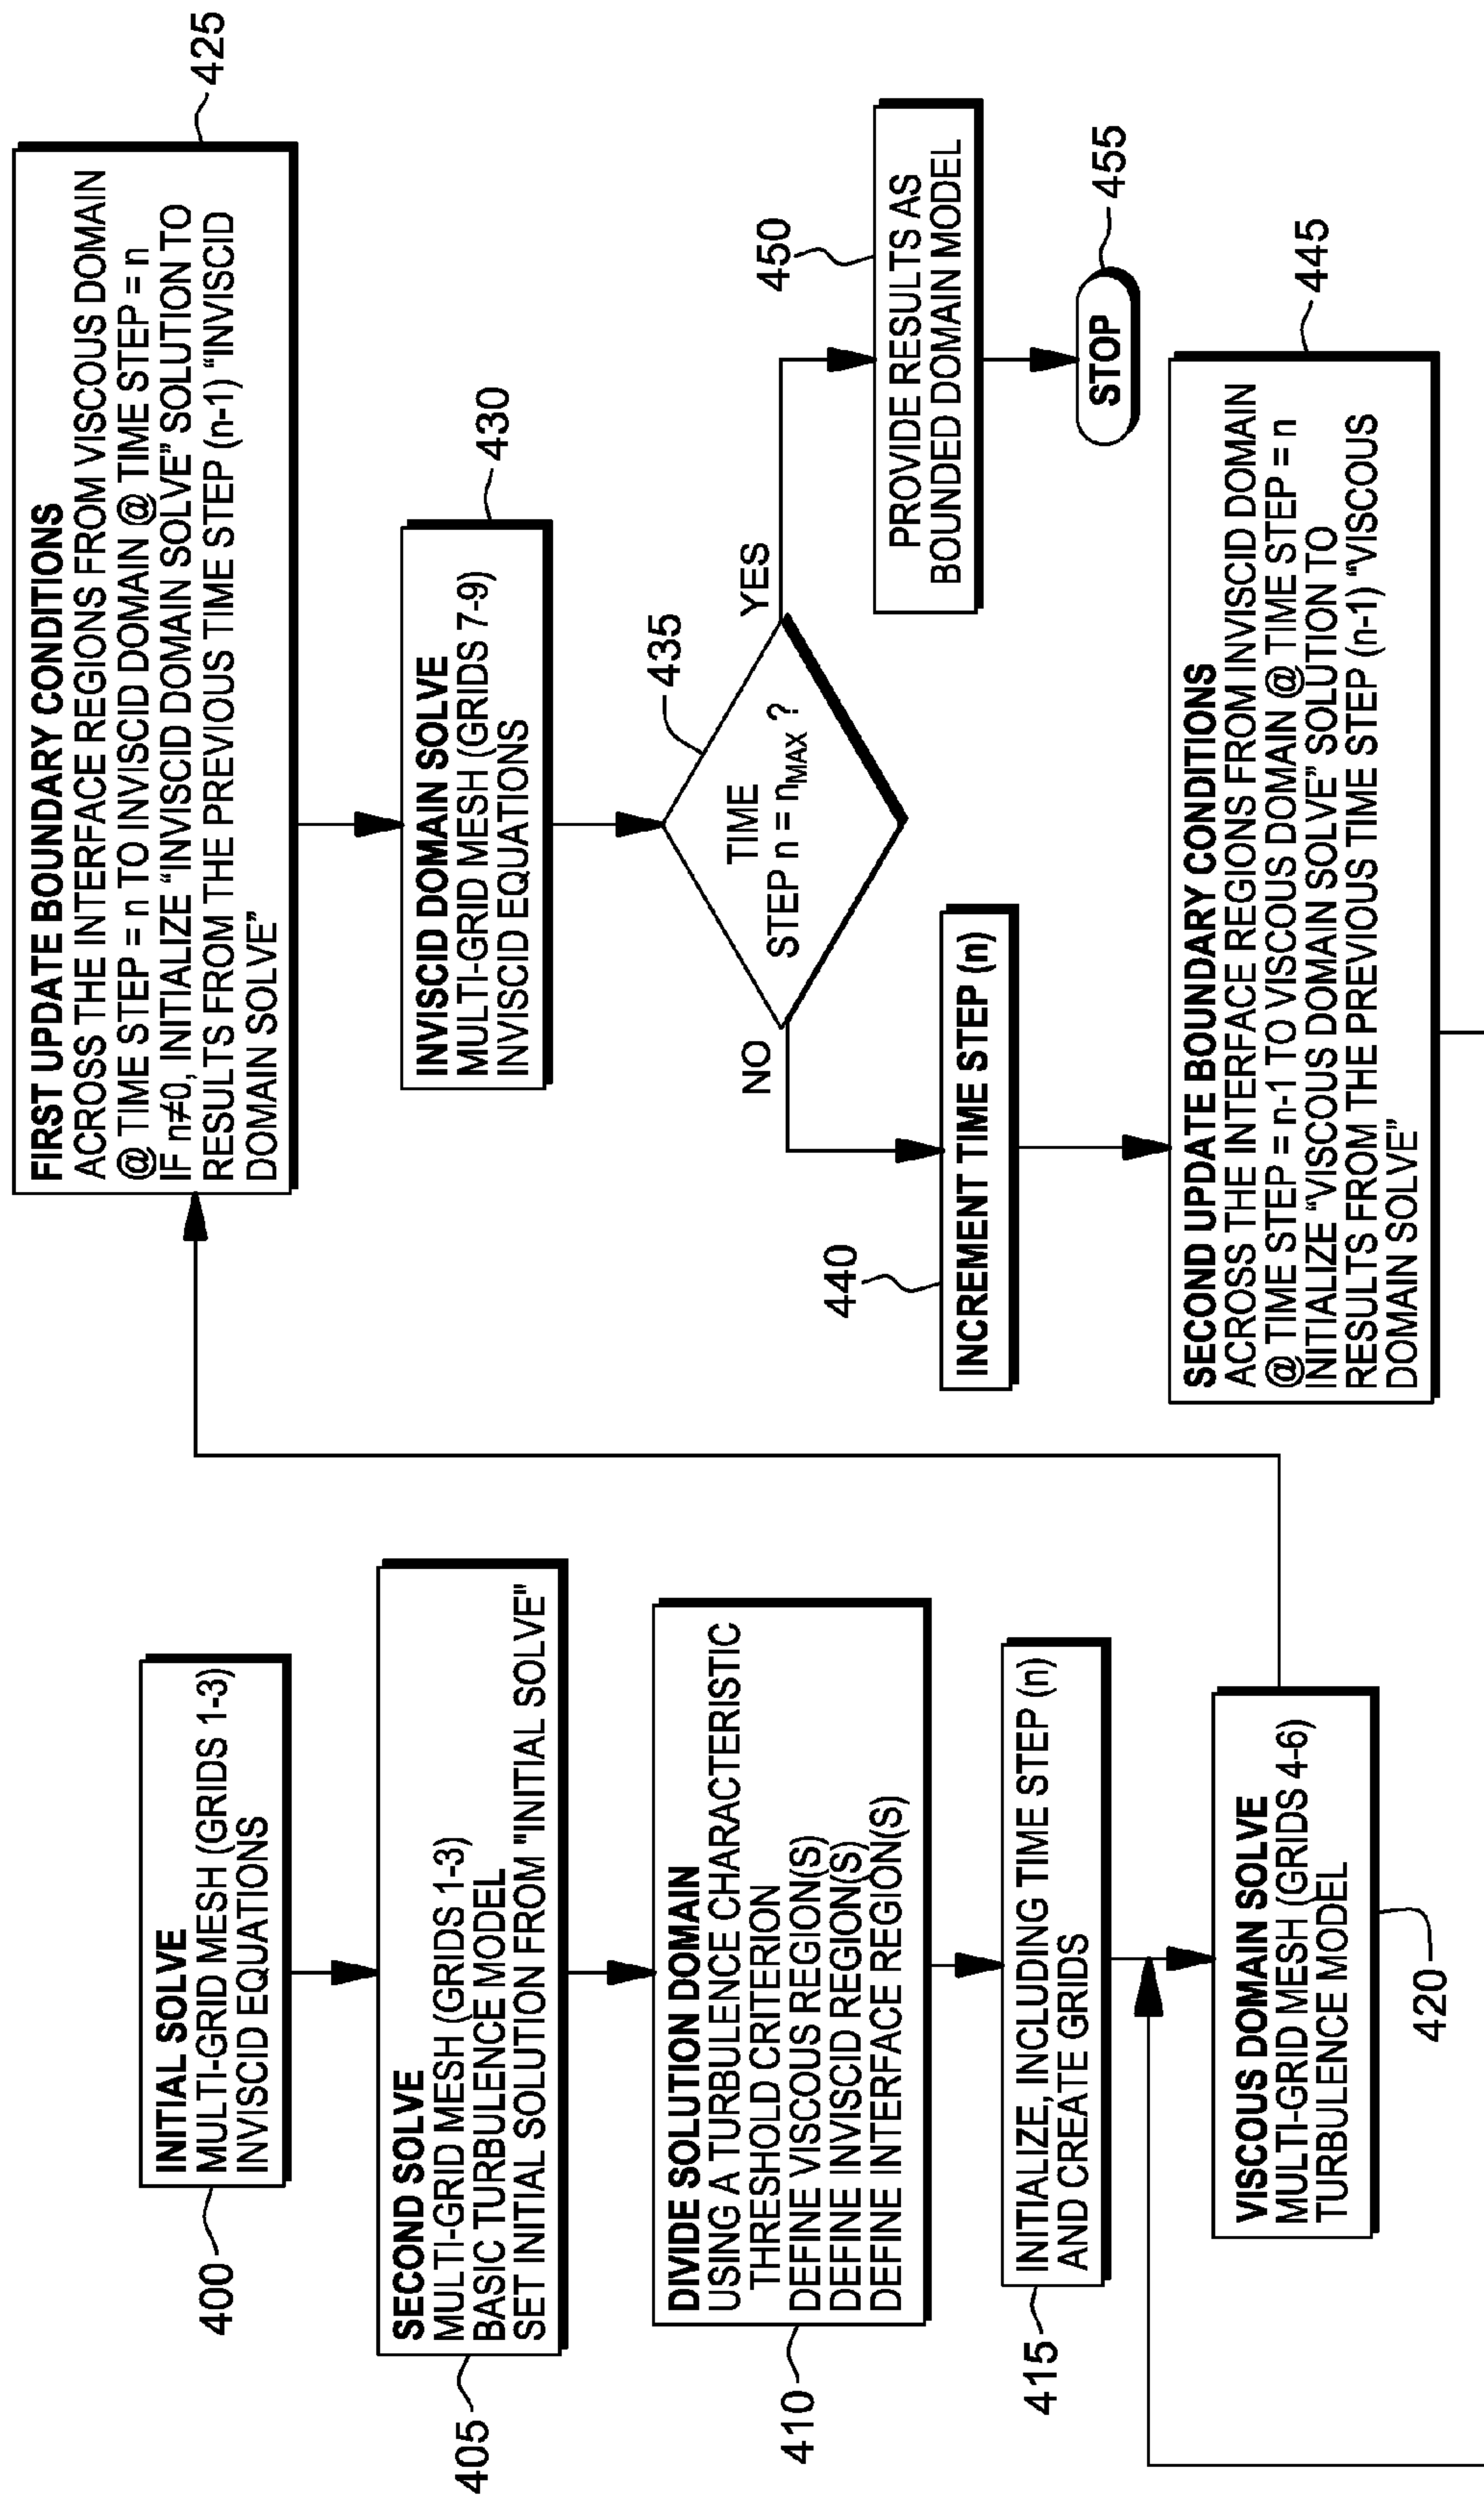 400
INITIAL SOLVE
MULTI-GRID MESH (GRIDS 1-3)
INVISCID EQUATIONS
405
SECOND SOLVE
MULTI-GRID MESH (GRIDS 1-3)
BASIC TURBULENCE MODEL
SET INITIAL SOLUTION FROM "INITIAL SOLVE"
410
DIVIDE SOLUTION DOMAIN
USING A TURBULENCE CHARACTERISTIC
THRESHOLD CRITERION
DEFINE VISCOUS REGION(S)
DEFINE INVISCID REGION(S)
DEFINE INTERFACE REGION(S)
415
INITIALIZE, INCLUDING TIME STEP (n)
AND CREATE GRIDS
VISCOUS DOMAIN SOLVE
MULTI-GRID MESH (GRIDS 4-6)
TURBULENCE MODEL
420
FIRST UPDATE BOUNDARY CONDITIONS
ACROSS THE INTERFACE REGIONS FROM VISCOUS DOMAIN
@ TIME STEP = n TO INVISCID DOMAIN @ TIME STEP = n
IF n≠0, INITIALIZE “INVISCID DOMAIN SOLVE” SOLUTION TO
RESULTS FROM THE PREVIOUS TIME STEP (n-1) “INVISCID
DOMAIN SOLVE”
425
INVISCID DOMAIN SOLVE
MULTI-GRID MESH (GRIDS 7-9)
INVISCID EQUATIONS
430
435
TIME
STEP n = nMAX ?
NO
YES
450
PROVIDE RESULTS AS
BOUNDED DOMAIN MODEL
440
INCREMENT TIME STEP (n)
STOP
455
SECOND UPDATE BOUNDARY CONDITIONS
ACROSS THE INTERFACE REGIONS FROM INVISCID DOMAIN
@ TIME STEP = n-1 TO VISCOUS DOMAIN @ TIME STEP = n
INITIALIZE “VISCOUS DOMAIN SOLVE” SOLUTION TO
RESULTS FROM THE PREVIOUS TIME STEP (n-1) “VISCOUS
DOMAIN SOLVE”
445